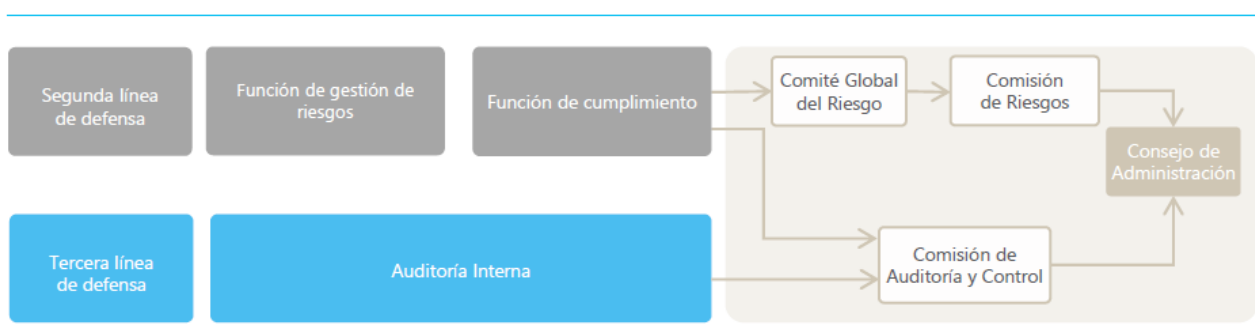 Segunda línea
de defensa
Función de gestión de
riesgos
Función de cumplimiento
Comité Global
del Riesgo
Comisión
de Riesgos
Consejo de
Administración
Tercera línea
de defensa
Auditoría Interna
Comisión de
Auditoría y Control